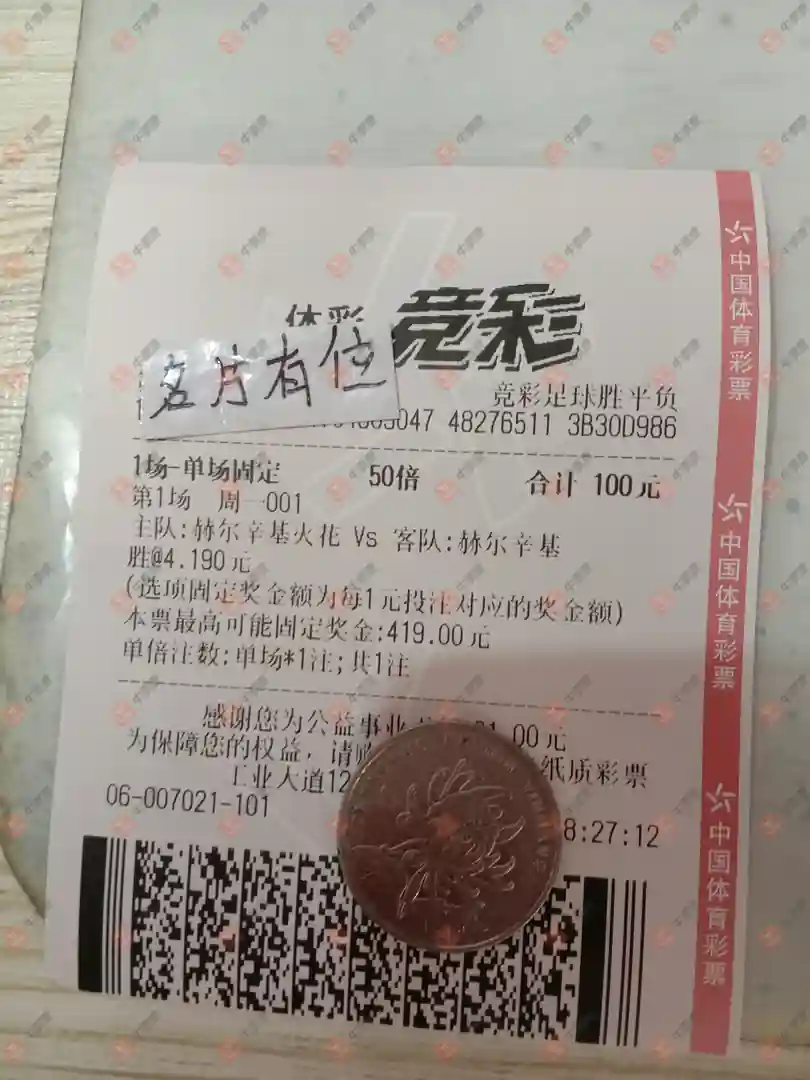 体彩 竞彩
名片有位
竞彩足球胜平负
48276511 3B30D986
1场-单场固定 50倍 合计 100元
第1场 周一001
主队:赫尔辛基火花 Vs 客队:赫尔辛基
胜@4.190元
(选项固定奖金额为每1元投注对应的奖金额)
本票最高可能固定奖金:419.00元
单倍注数:单场*1注;共1注
感谢您为公益事业 1.00元
为保障您的权益,请 纸质彩票
工业大道12
06-007021-101 8:27:12
中国体育彩票
中国体育彩票
中国体育彩票